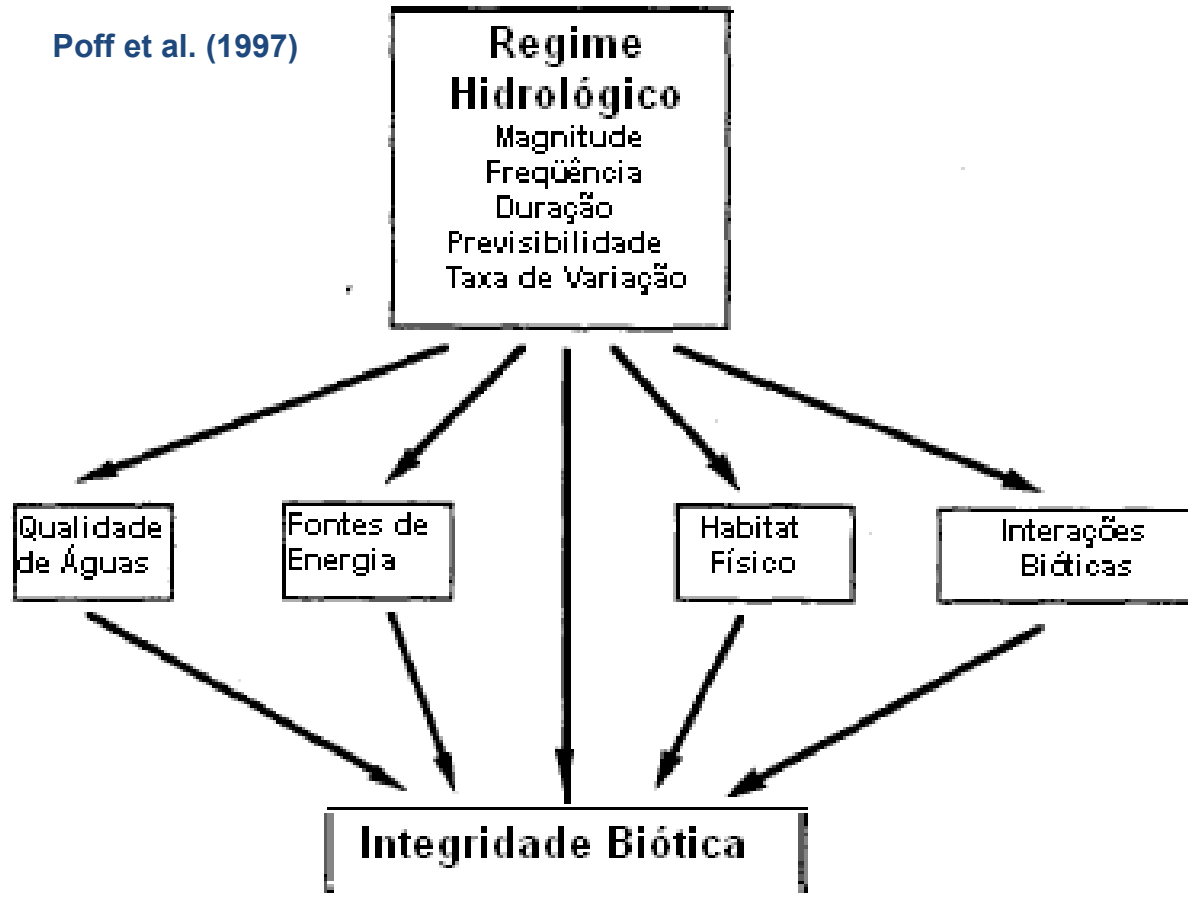 Poff et al. (1997)
Regime
Hidrológico
Magnitude
Freqüência
Duração
Previsibilidade
Taxa de Variação
Qualidade
de Águas
Fontes de
Energia
Habitat
Físico
Interações
Bióticas
Integridade Biótica